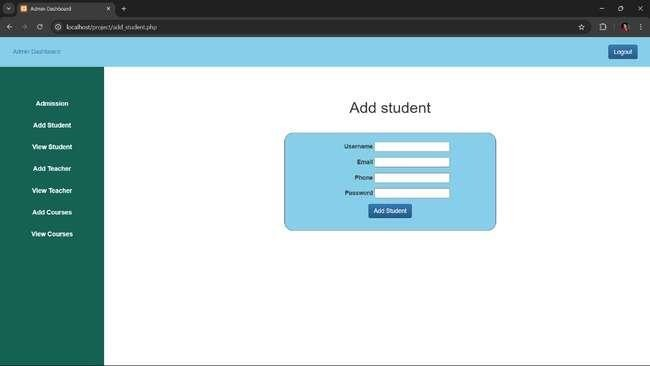 Admin Dashboard
localhost/project/add_student.php
Admin Dashboard
Logout
Admission
Add Student
View Student
Add Teacher
View Teacher
Add Courses
View Courses
Add student
Username
Email
Phone
Password
Add Student